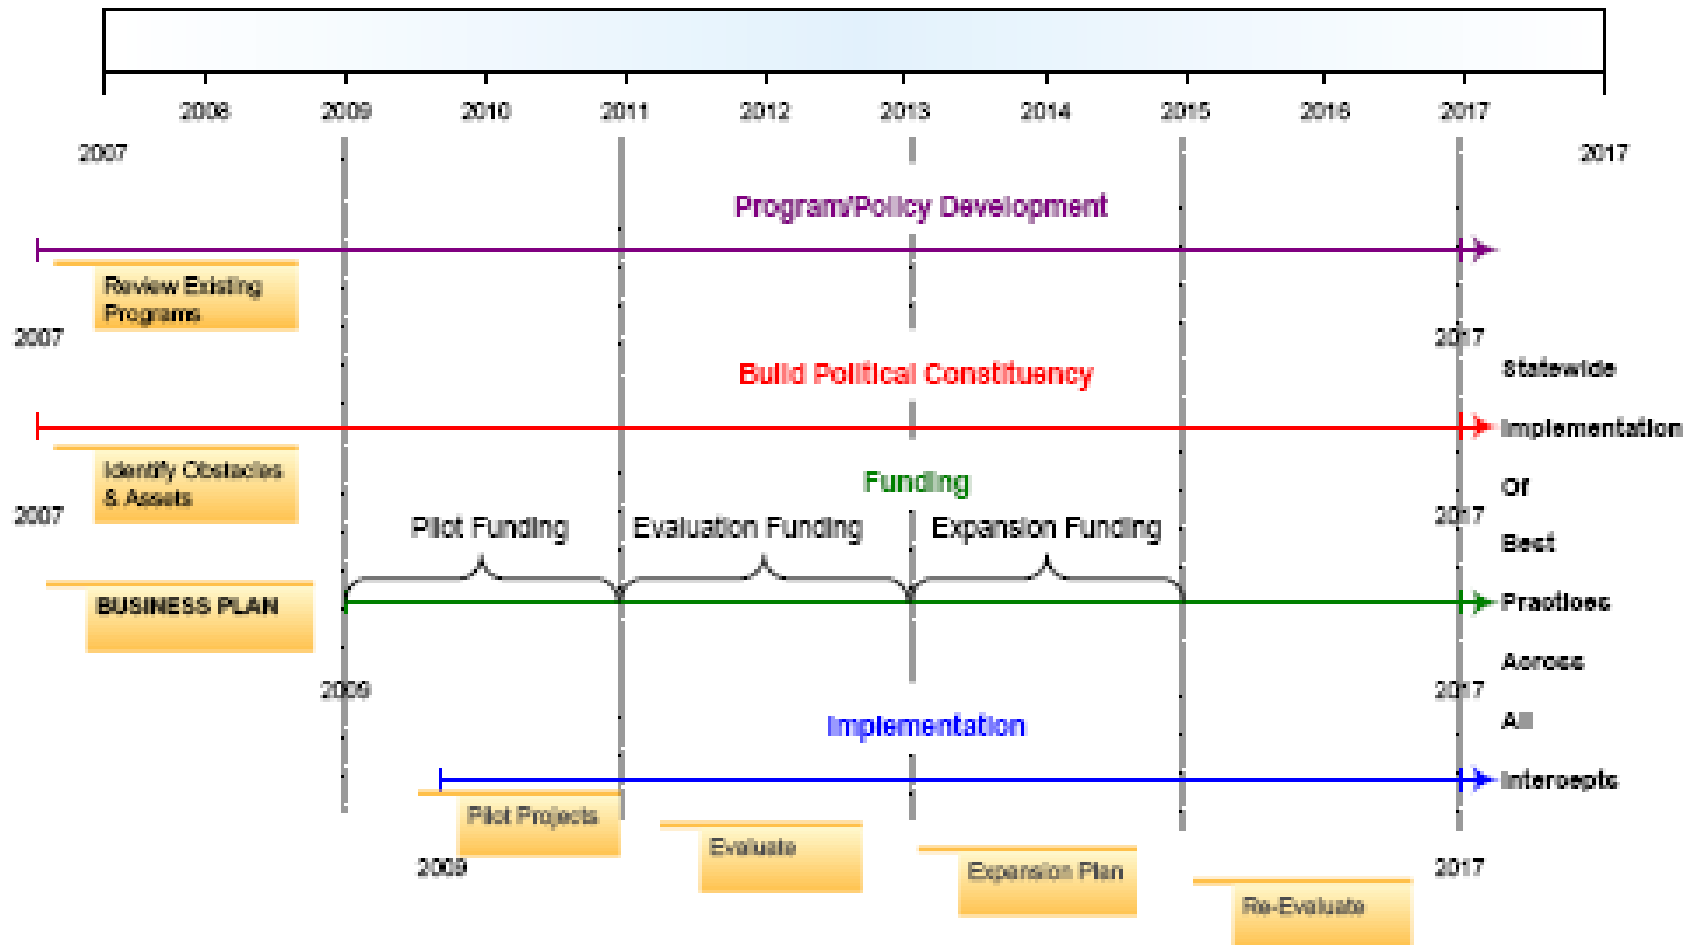 2008 2009 2010 2011 2012 2013 2014 2015 2016 2017
2007 2017
Program/Policy Development
Review Existing
Programs
2007 2017
Statewide
Build Political Constituency
Implementation
Identify Obstacles
& Assets
Funding
Of
2007 2017
Pilot Funding Evaluation Funding Expansion Funding
Best
BUSINESS PLAN
Practices
Across
2009 2017
All
Implementation
Intercepts
Pilot Projects
Evaluate
2009 2017
Expansion Plan
Re-Evaluate